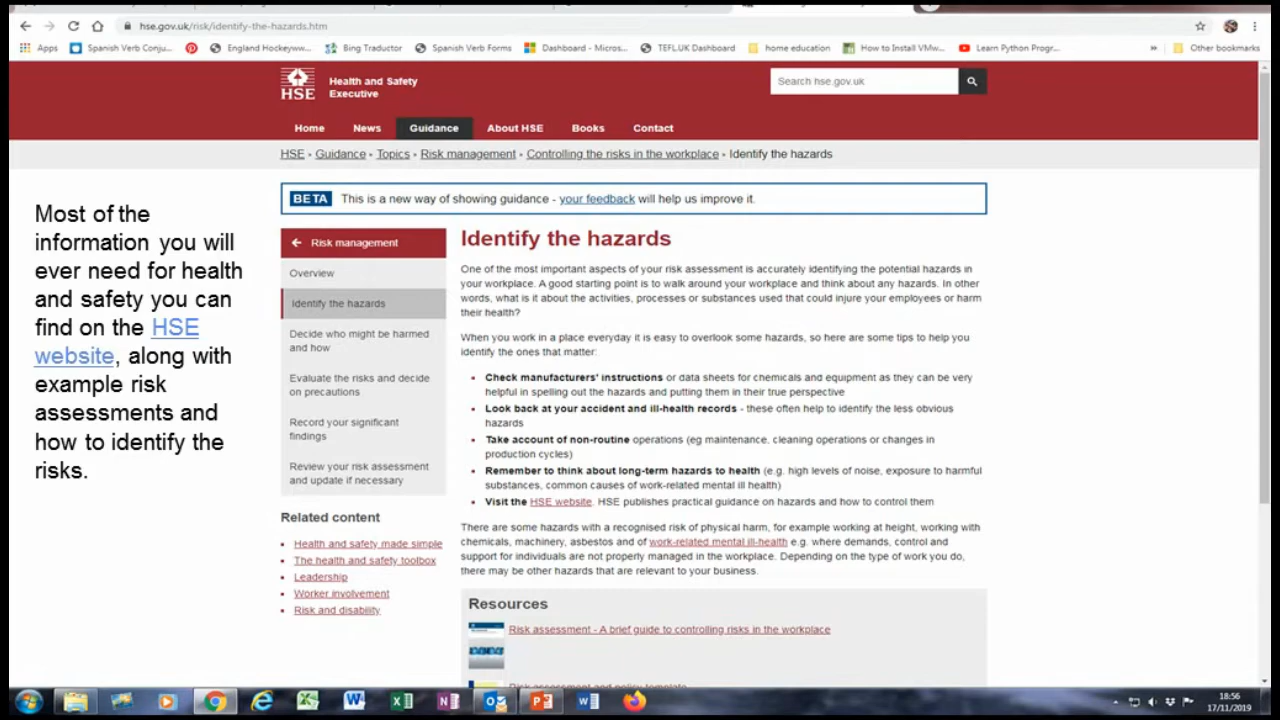 hse.gov.uk/risk/identify-the-hazards.htm
Apps Spanish Verb Conju... England Hockeyww... Bing Traductor Spanish Verb Forms Dashboard - Micros... TEFL.UK Dashboard home education How to Install VMw... Learn Python Progr... » Other bookmarks
HSE
Health and Safety
Executive
Search hse.gov.uk
Home News Guidance About HSE Books Contact
HSE Guidance Topics Risk management Controlling the risks in the workplace Identify the hazards
BETA This is a new way of showing guidance - your feedback will help us improve it.
Most of the
information you will
ever need for health
and safety you can
find on the HSE
website, along with
example risk
assessments and
how to identify the
risks.
Risk management
Overview
Identify the hazards
Decide who might be harmed
and how
Evaluate the risks and decide
on precautions
Record your significant
findings
Review your risk assessment
and update if necessary
Related content
Health and safety made simple
The health and safety toolbox
Leadership
Worker involvement
Risk and disability
Identify the hazards
One of the most important aspects of your risk assessment is accurately identifying the potential hazards in
your workplace. A good starting point is to walk around your workplace and think about any hazards. In other
words, what is it about the activities, processes or substances used that could injure your employees or harm
their health?
When you work in a place everyday it is easy to overlook some hazards, so here are some tips to help you
identify the ones that matter:
Check manufacturers' instructions or data sheets for chemicals and equipment as they can be very
helpful in spelling out the hazards and putting them in their true perspective
Look back at your accident and ill-health records - these often help to identify the less obvious
hazards
Take account of non-routine operations (eg maintenance, cleaning operations or changes in
production cycles)
Remember to think about long-term hazards to health (e.g. high levels of noise, exposure to harmful
substances, common causes of work-related mental ill health)
Visit the HSE website. HSE publishes practical guidance on hazards and how to control them
There are some hazards with a recognised risk of physical harm, for example working at height, working with
chemicals, machinery, asbestos and of work-related mental ill-health e.g. where demands, control and
support for individuals are not properly managed in the workplace. Depending on the type of work you do,
there may be other hazards that are relevant to your business.
Resources
Risk assessment - A brief guide to controlling risks in the workplace
Risk assessment and policy template
18:56
17/11/2019